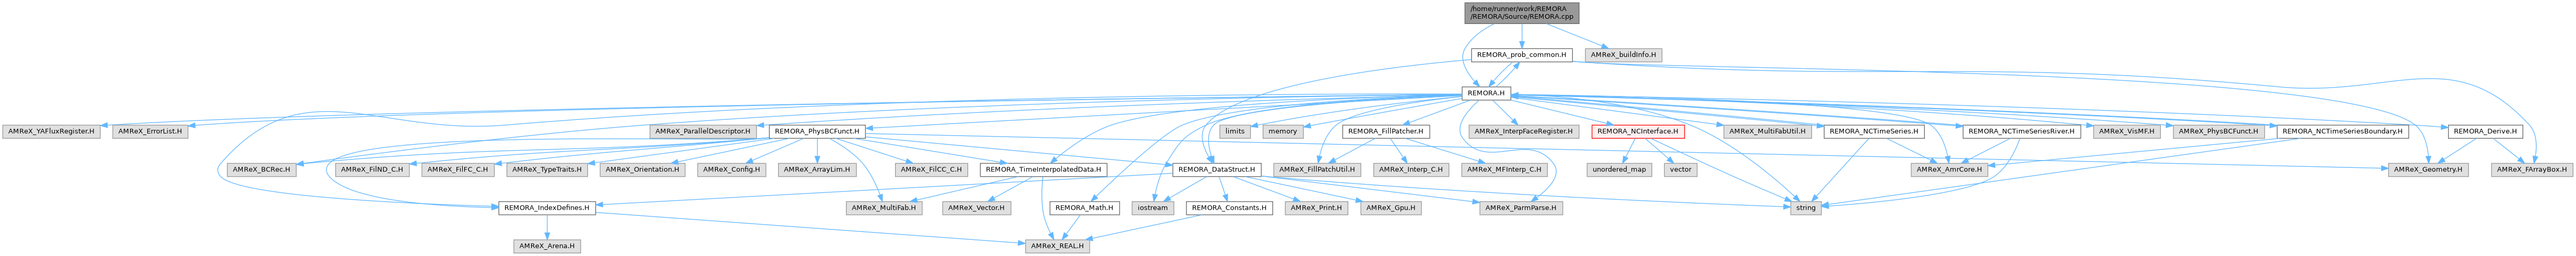 /home/runner/work/REMORA
/REMORA/Source/REMORA.cpp
REMORA_prob_common.H
AMReX_buildInfo.H
REMORA.H
AMReX_YAFluxRegister.H
AMReX_ErrorList.H
AMReX_ParallelDescriptor.H
REMORA_PhysBCFunct.H
limits
memory
REMORA_FillPatcher.H
AMReX_InterpFaceRegister.H
REMORA_NCInterface.H
AMReX_MultiFabUtil.H
REMORA_NCTimeSeries.H
REMORA_NCTimeSeriesRiver.H
AMReX_VisMF.H
AMReX_PhysBCFunct.H
REMORA_NCTimeSeriesBoundary.H
REMORA_Derive.H
AMReX_BCRec.H
AMReX_FilND_C.H
AMReX_FilFC_C.H
AMReX_TypeTraits.H
AMReX_Orientation.H
AMReX_Config.H
AMReX_ArrayLim.H
AMReX_FilCC_C.H
REMORA_TimeInterpolatedData.H
REMORA_DataStruct.H
AMReX_FillPatchUtil.H
AMReX_Interp_C.H
AMReX_MFInterp_C.H
unordered_map
vector
AMReX_AmrCore.H
AMReX_Geometry.H
AMReX_FArrayBox.H
REMORA_IndexDefines.H
AMReX_MultiFab.H
AMReX_Vector.H
REMORA_Math.H
iostream
REMORA_Constants.H
AMReX_Print.H
AMReX_Gpu.H
AMReX_ParmParse.H
string
AMReX_Arena.H
AMReX_REAL.H